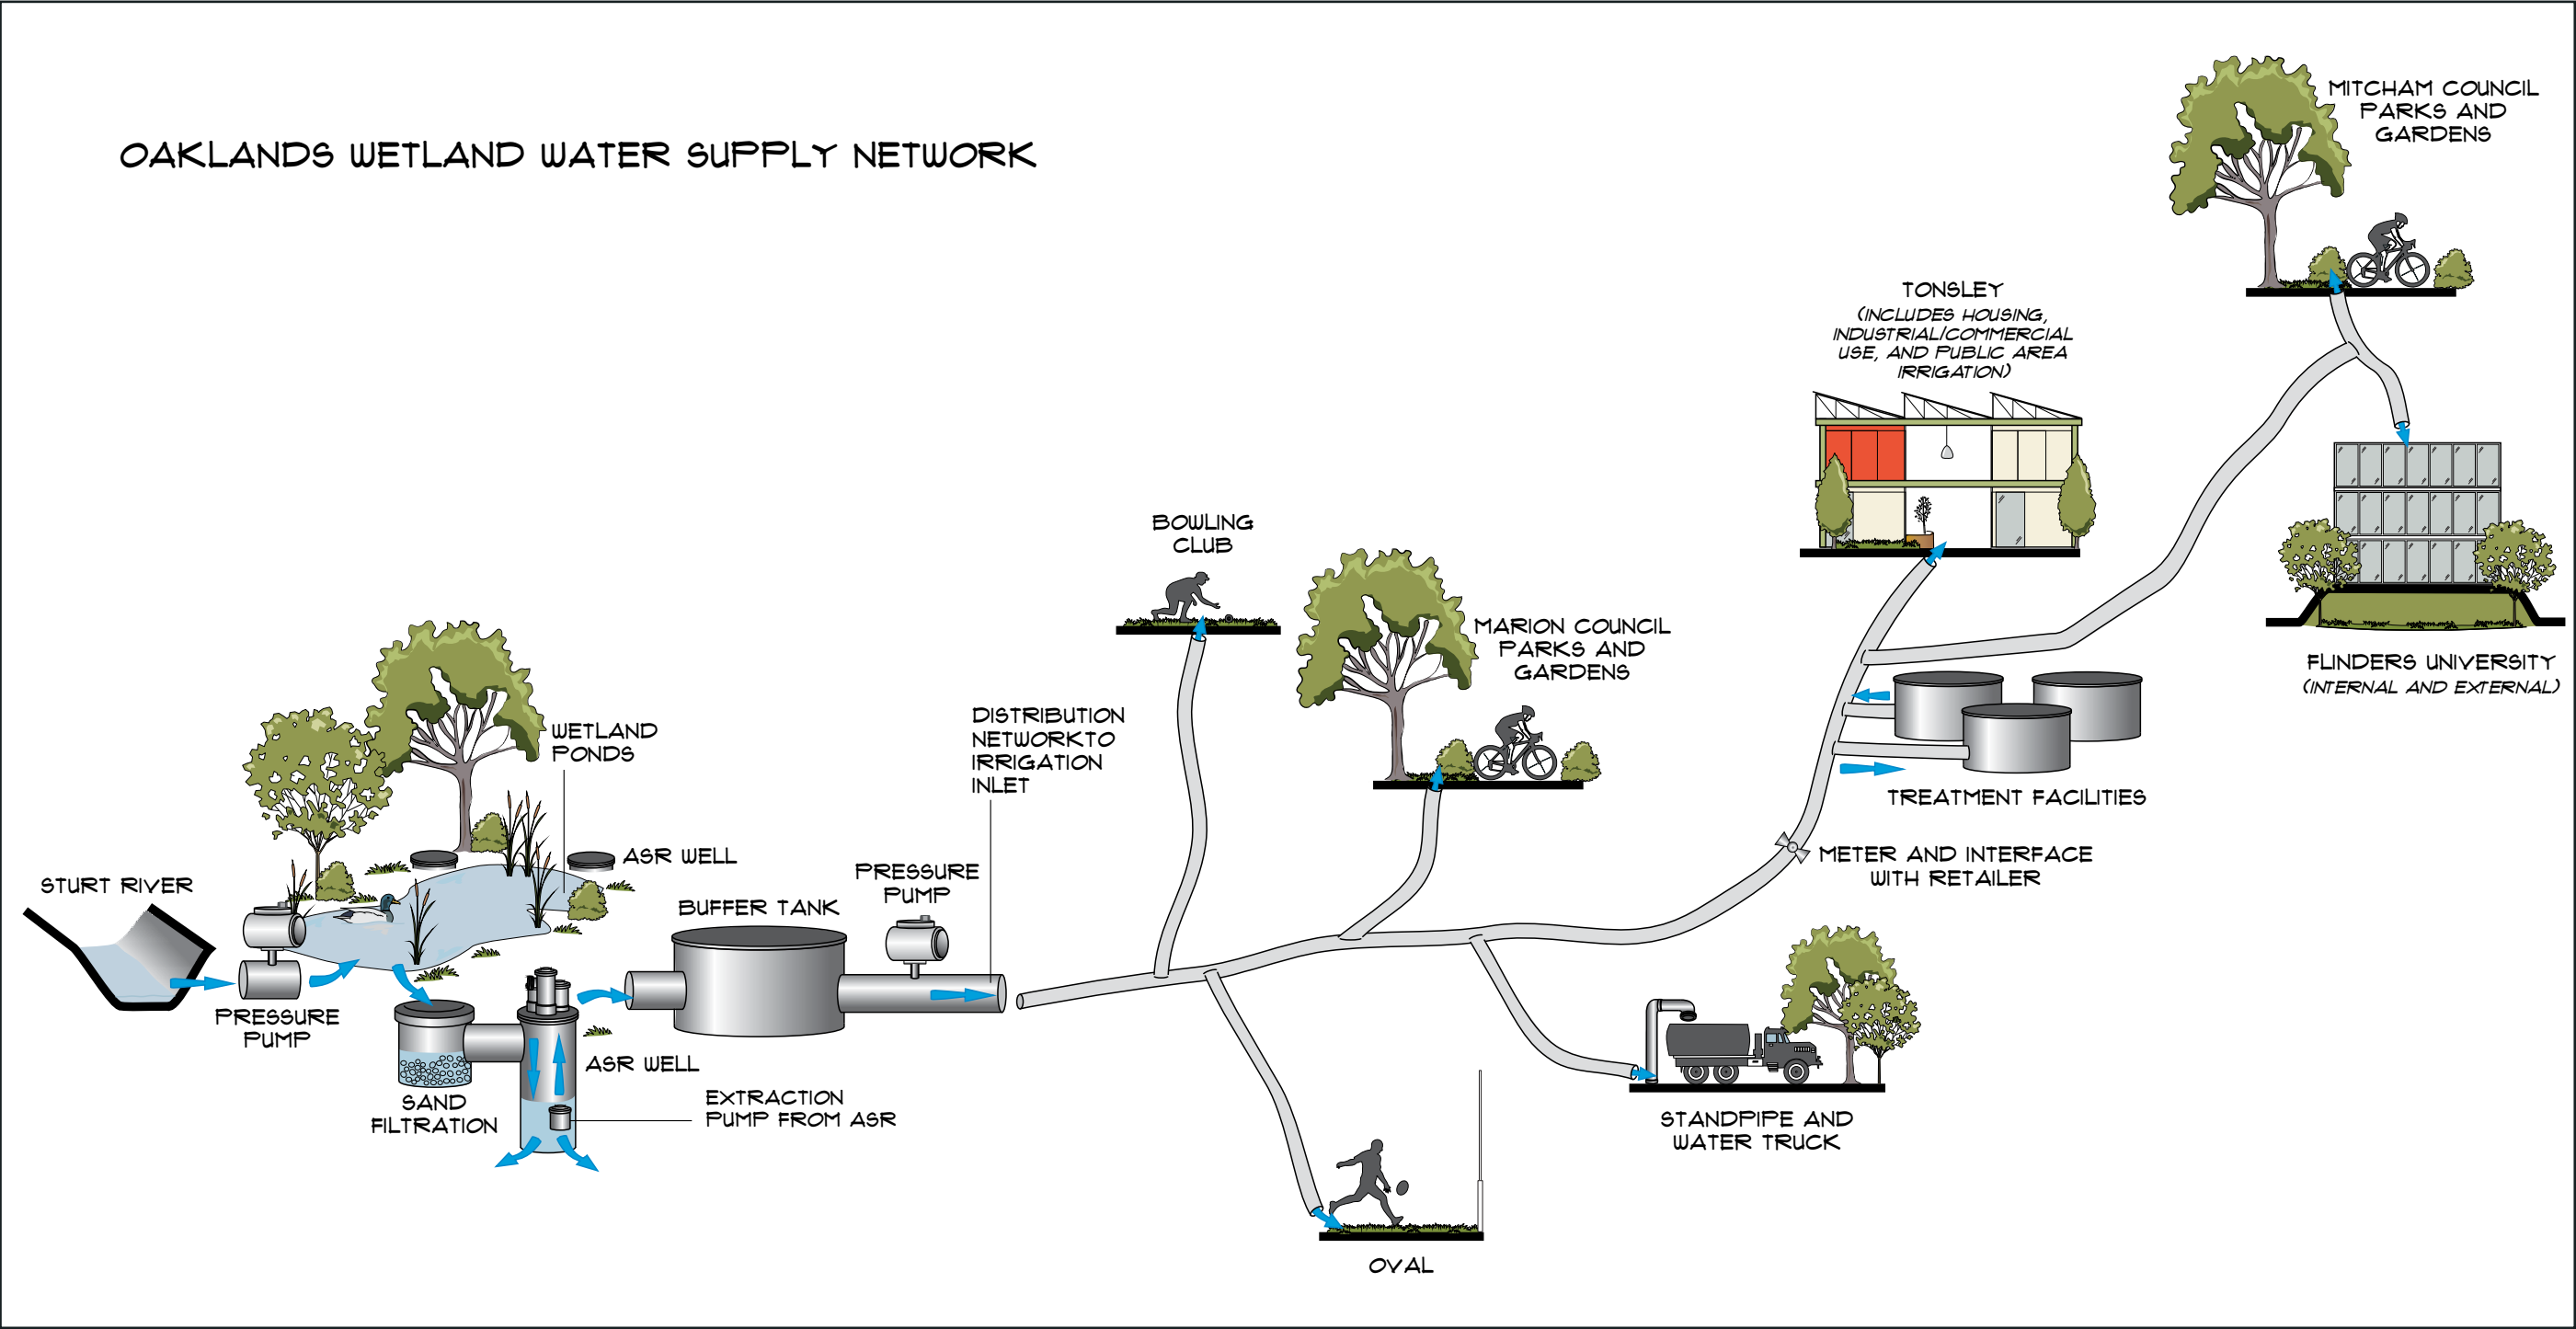 OAKLANDS WETLAND WATER SUPPLY NETWORK
MITCHAM COUNCIL
PARKS AND
GARDENS
TONSLEY
(INCLUDES HOUSING,
INDUSTRIAL/COMMERCIAL
USE, AND PUBLIC AREA
IRRIGATION)
BOWLING
CLUB
MARION COUNCIL
PARKS AND
GARDENS
FLINDERS UNIVERSITY
(INTERNAL AND EXTERNAL)
WETLAND
PONDS
DISTRIBUTION
NETWORKTO
IRRIGATION
INLET
TREATMENT FACILITIES
ASR WELL
STURT RIVER
PRESSURE
PUMP
BUFFER TANK
METER AND INTERFACE
WITH RETAILER
PRESSURE
PUMP
ASR WELL
SAND
FILTRATION
EXTRACTION
PUMP FROM ASR
STANDPIPE AND
WATER TRUCK
OVAL